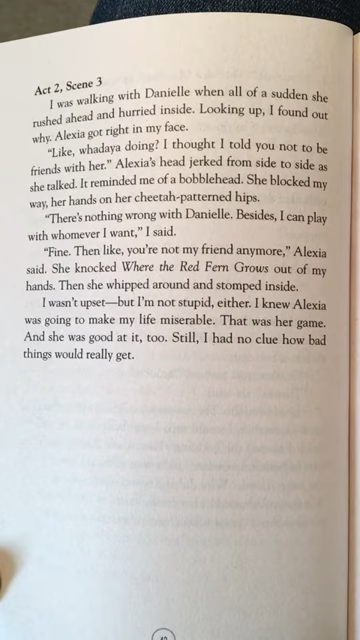 Act 2, Scene 3
I was walking with Danielle when all of a sudden she
rushed ahead and hurried inside. Looking up, I found out
why. Alexia got right in my face.
“Like, whadaya doing? I thought I told you not to be
friends with her.” Alexia’s head jerked from side to side as
she talked. It reminded me of a bobblehead. She blocked my
way, her hands on her cheetah-patterned hips.
“There’s nothing wrong with Danielle. Besides, I can play
with whomever I want,” I said.
“Fine. Then like, you’re not my friend anymore,” Alexia
said. She knocked Where the Red Fern Grows out of my
hands. Then she whipped around and stomped inside.
I wasn’t upset—but I’m not stupid, either. I knew Alexia
was going to make my life miserable. That was her game.
And she was good at it, too. Still, I had no clue how bad
things would really get.